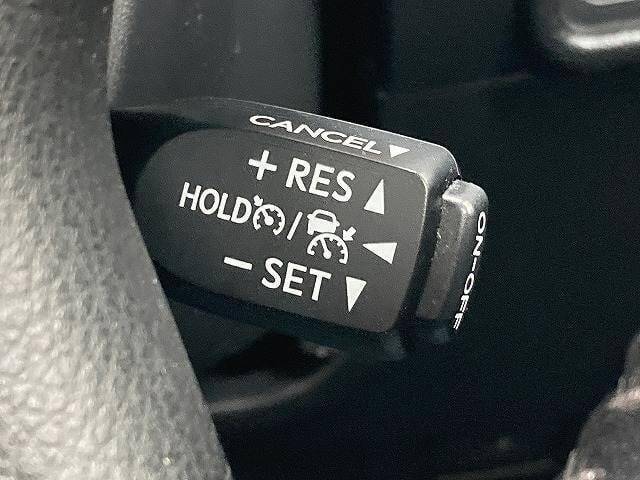 CANCEL▼
+ RES ▲
HOLD / ◀
− SET ▼
ON-OFF